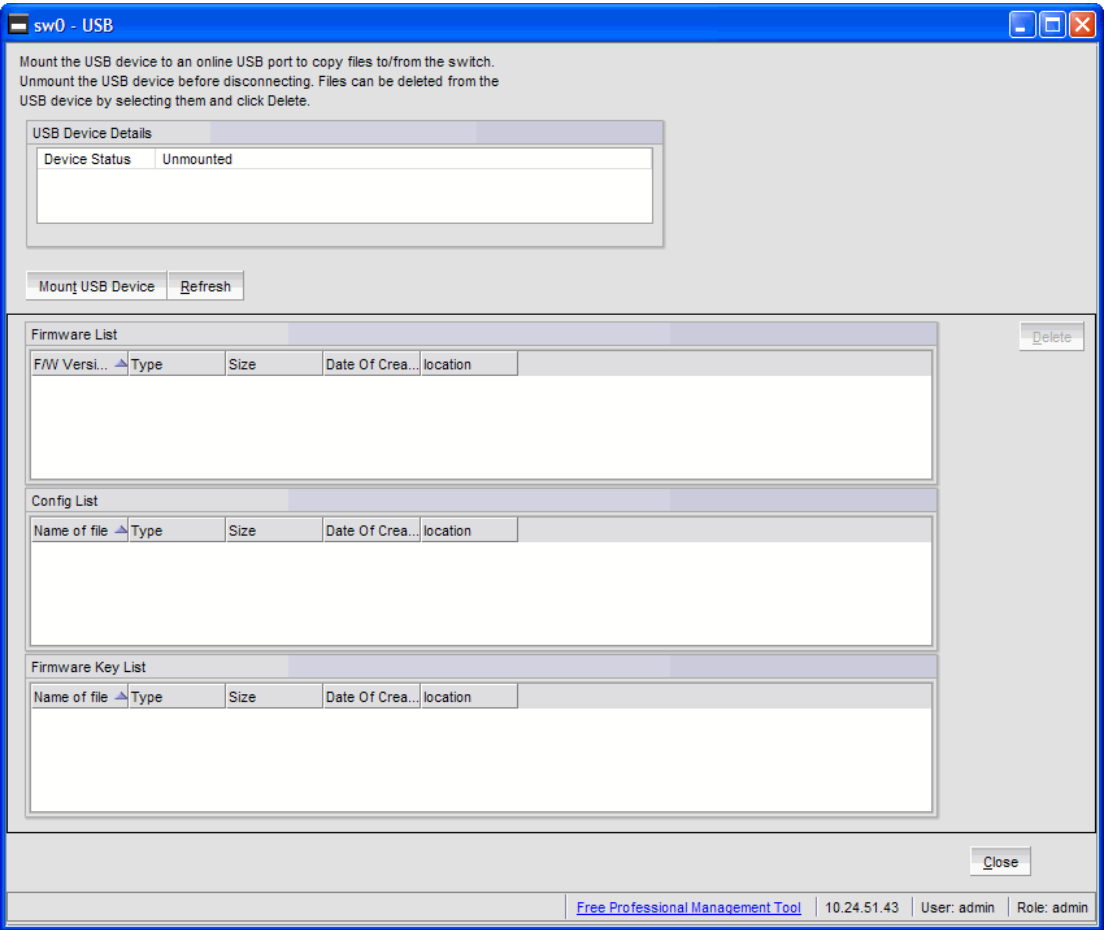 sw0 - USB
Mount the USB device to an online USB port to copy files to/from the switch.
Unmount the USB device before disconnecting. Files can be deleted from the
USB device by selecting them and click Delete.
USB Device Details
Device Status Unmounted
Mount USB Device Refresh
Firmware List Delete
F/W Versi... Type Size Date Of Crea... location
Config List
Name of file Type Size Date Of Crea... location
Firmware Key List
Name of file Type Size Date Of Crea... location
Close
Free Professional Management Tool 10.24.51.43 User: admin Role: admin